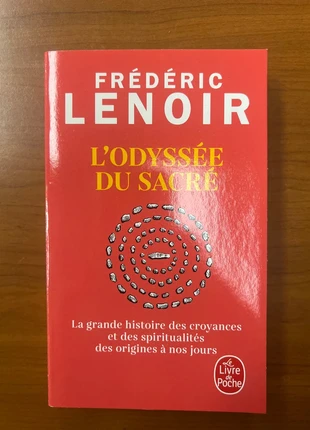 FRÉDÉRIC
LENOIR
L'ODYSSÉE
DU SACRÉ
La grande histoire des croyances
et des spiritualités
des origines à nos jours
Le
Livre
de
Poche